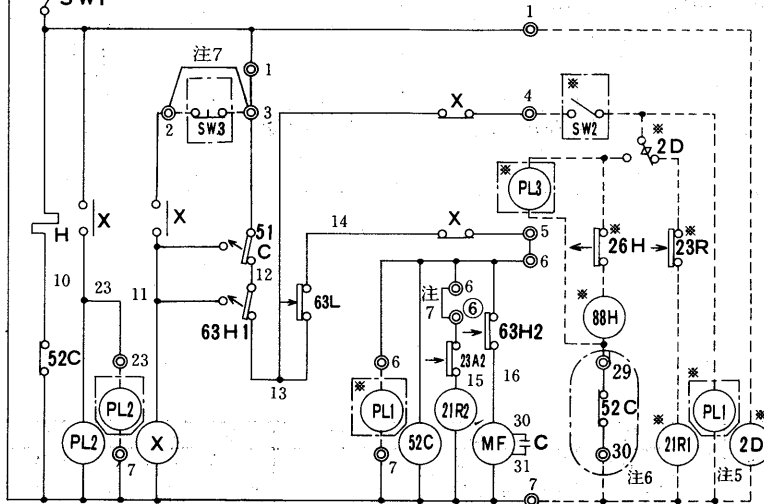 SW1
1
注7
1
2
SW3
3
X
4
※
SW2
※
2D
※
PL3
X
X
51
C
14
X
5
6
※
26H
※
23R
H
10
23
11
12
63H1
63L
注
7
6
⑥
63H2
※
88H
52C
23
13
6
23A2
15
16
29
※
PL2
※
PL1
21R2
52C
※
PL1
※
PL2
X
7
52C
MF
30
C
31
30
※
21R1
2D
7
7
注6
注5